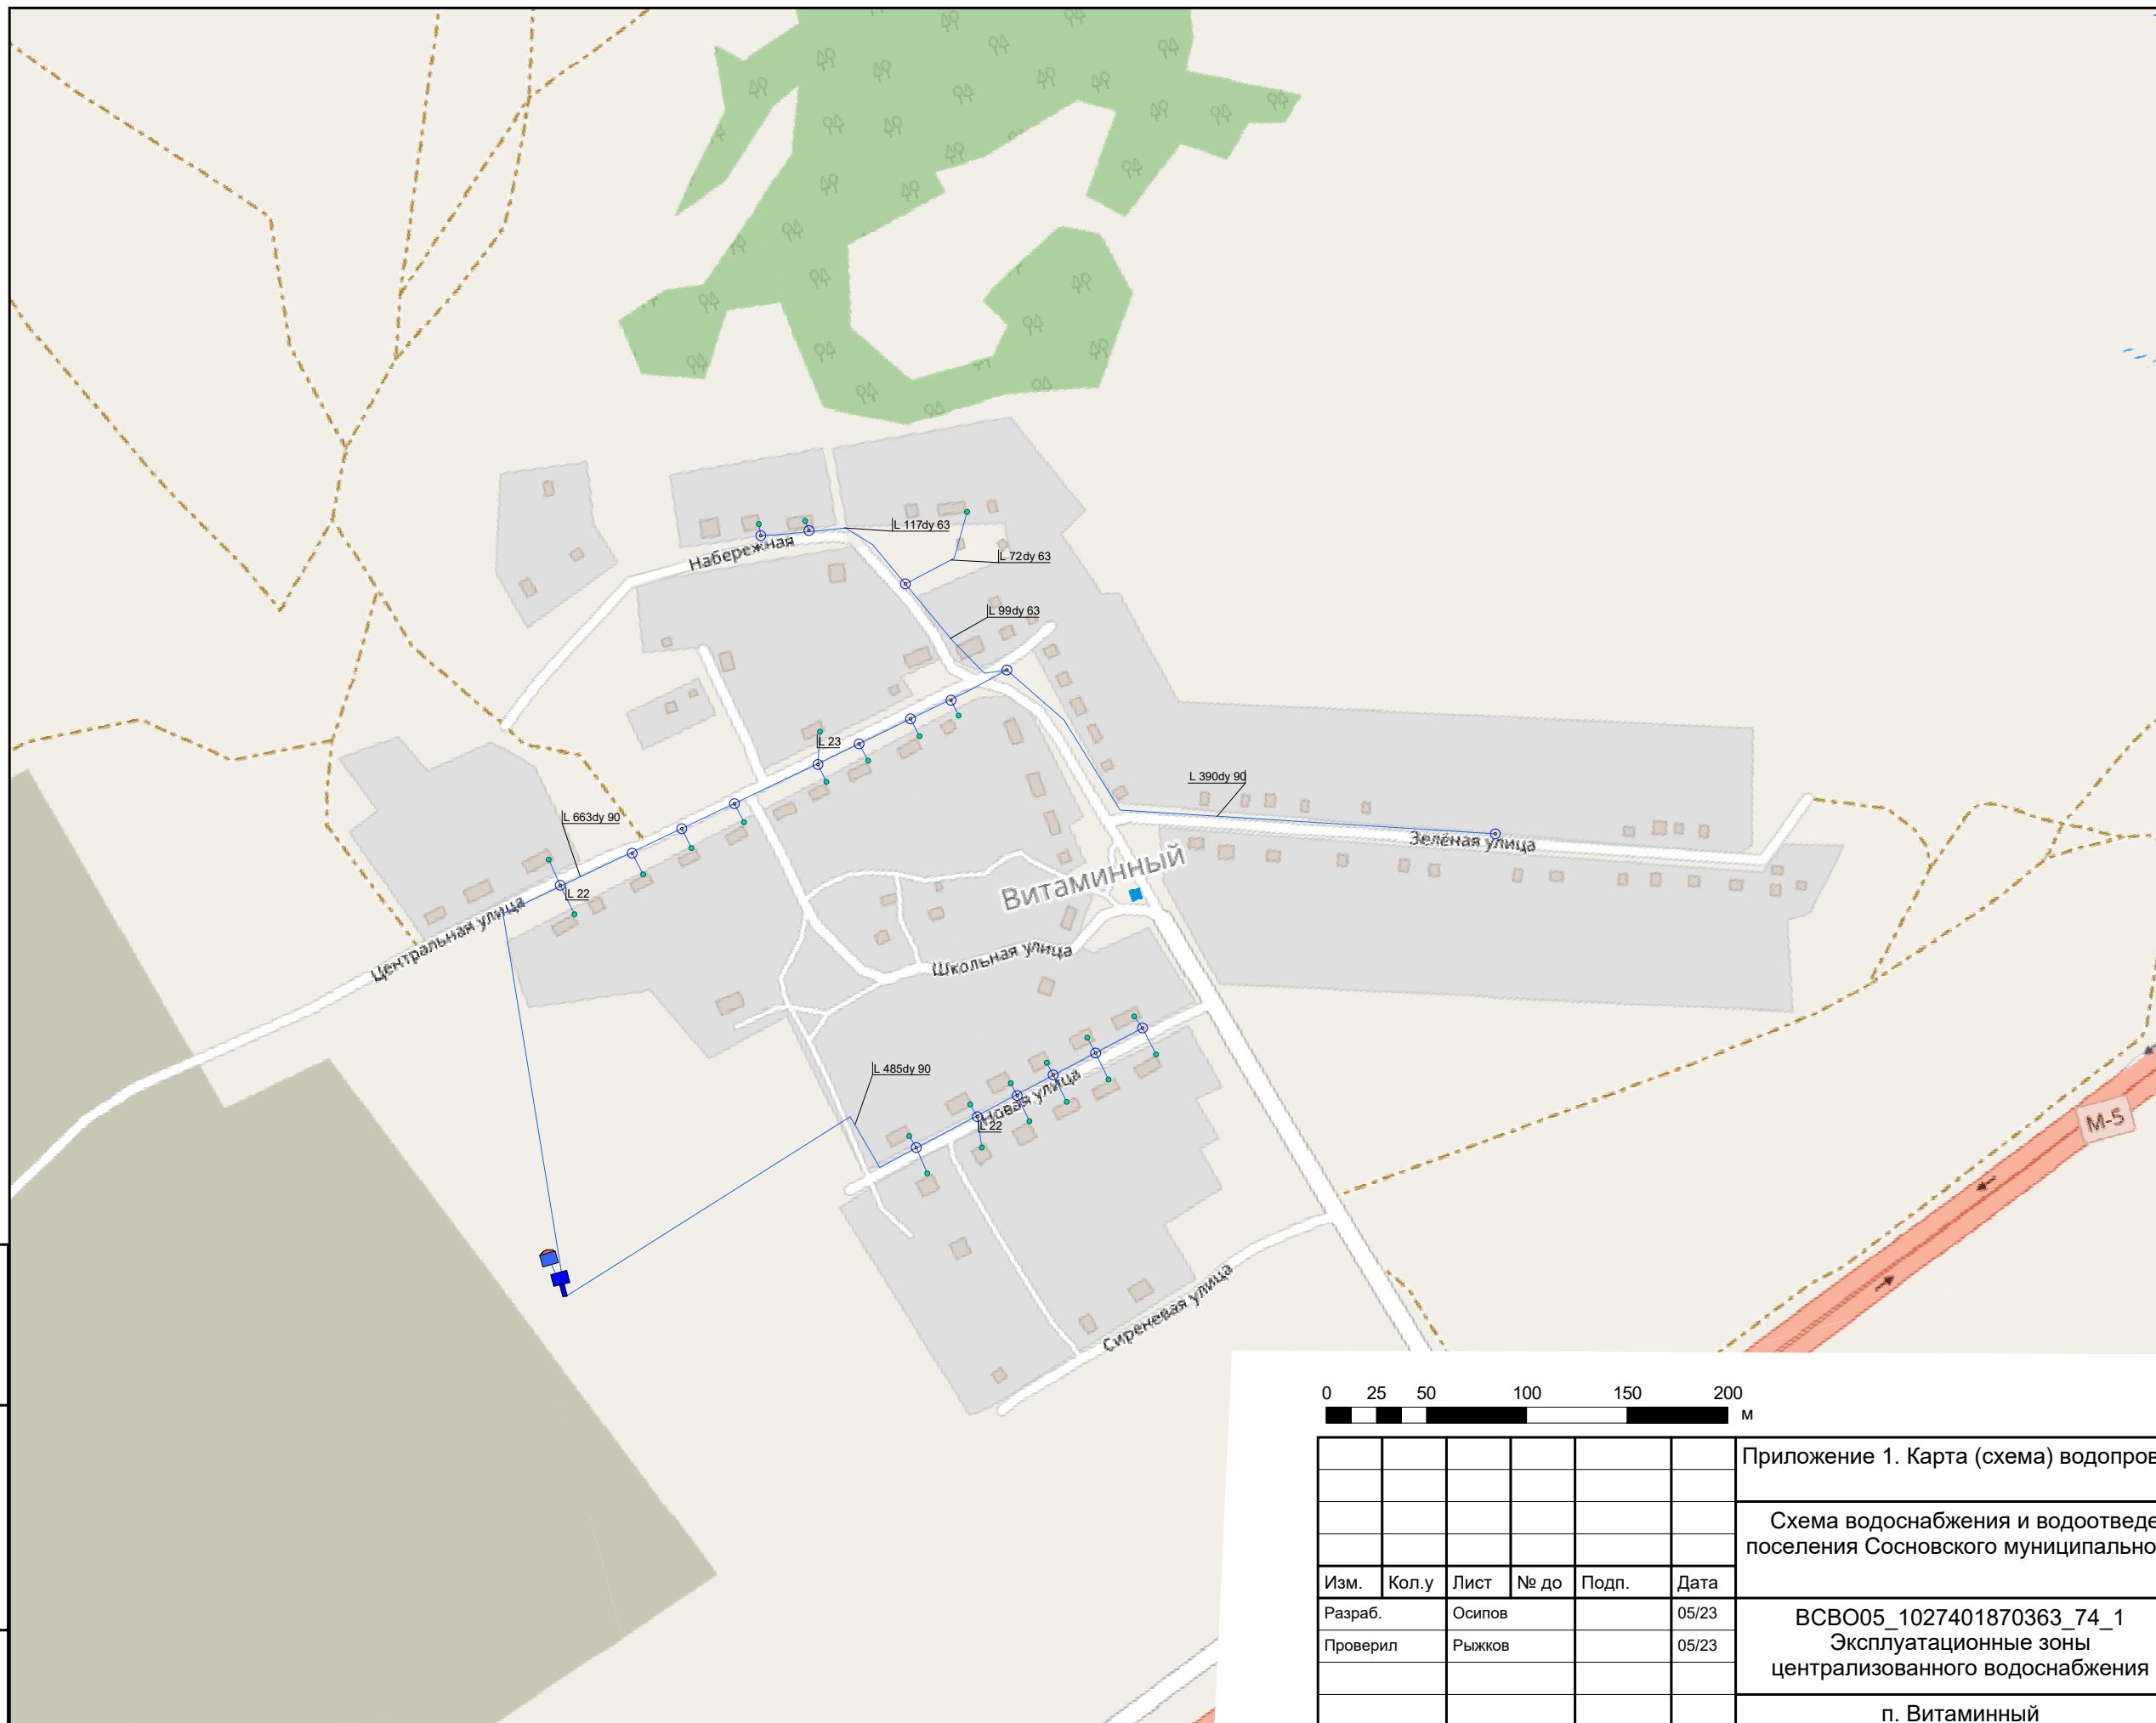 L 117dy 63
Набережная
L 72dy 63
L 99dy 63
L 23
L 390dy 90
L 663dy 90
Зелёная улица
Витаминный
L 22
Центральная улица
Школьная улица
L 485dy 90
Новая улица
L 22
М-5
Сиреневая улица
0 25 50 100 150 200
м
Приложение 1. Карта (схема) водопров
Схема водоснабжения и водоотведе
поселения Сосновского муниципально
Изм. Кол.у Лист № до Подп. Дата
Разраб. Осипов 05/23
Проверил Рыжков 05/23
ВСВО05_1027401870363_74_1
Эксплуатационные зоны
централизованного водоснабжения
п. Витаминный